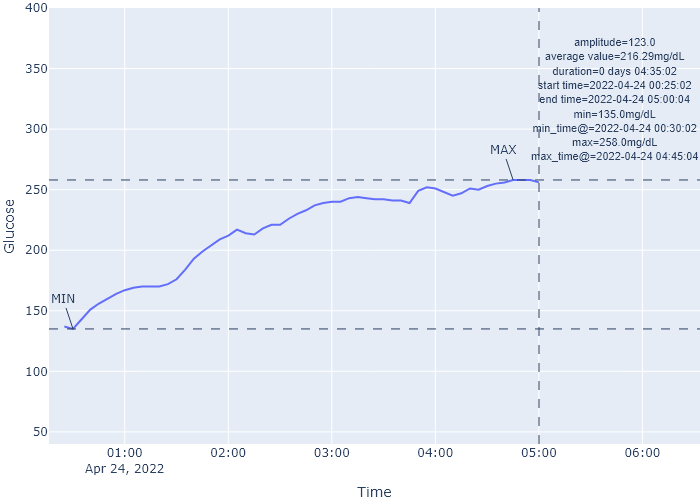 400
amplitude=123.0
average value=216.29mg/dL
350
duration=0 days 04:35:02
start time=2022-04-24 00:25:02
end time=2022-04-24 05:00:04
min=135.0mg/dL
300
min_time@=2022-04-24 00:30:02
max=258.0mg/dL
MAX
max_time@=2022-04-24 04:45:04
250
Glucose
200
MIN
150
100
50
01:00
02:00
03:00
04:00
05:00
06:00
Apr 24, 2022
Time